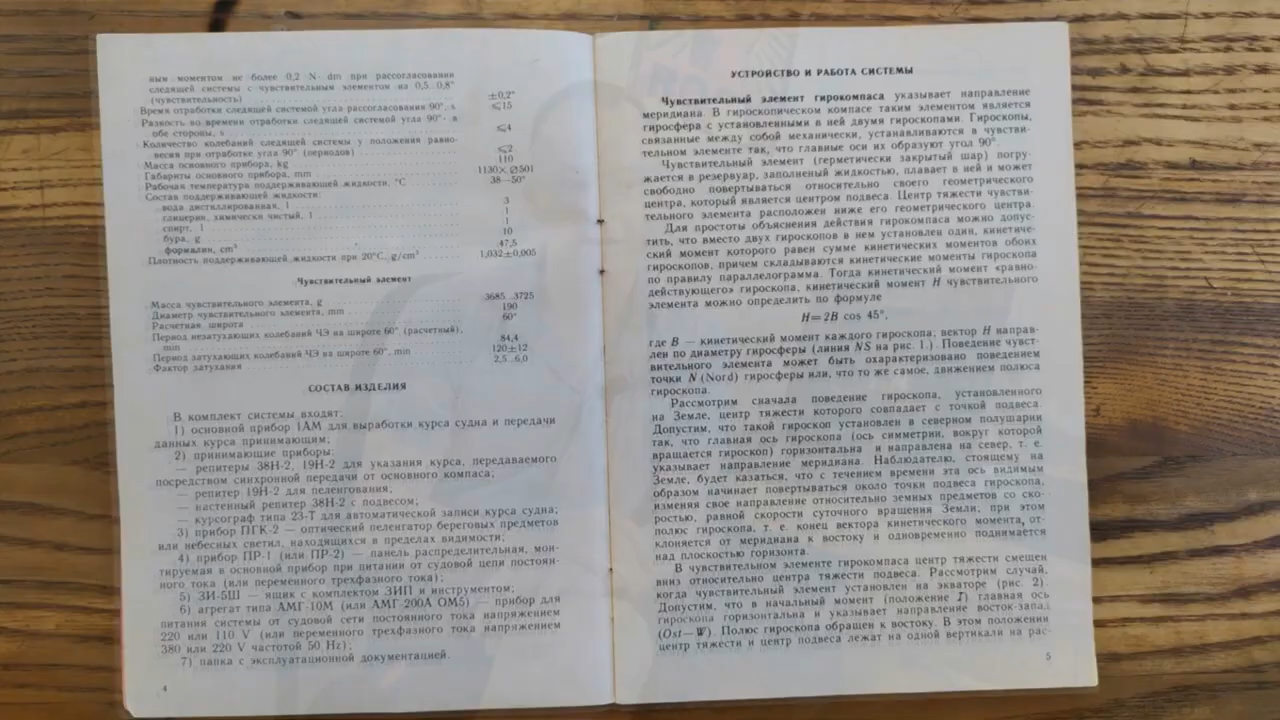 ным моментом не более 0,2 N· dm при рассогласовании
следящей системы с чувствительным элементом на 0,5...0,8°
(чувствительность) ±0,2°
Время отработки следящей системой угла рассогласования 90°, s ⩽15
Разность во времени отработки следящей системой угла 90°- в
обе стороны, s ⩽4
Количество колебаний следящей системы у положения равно-
весия при отработке угла 90° (периодов) ⩽2
Масса основного прибора, kg 110
Габариты основного прибора, mm 1130×∅501
Рабочая температура поддерживающей жидкости, °C 38—50°
Состав поддерживающей жидкости:
вода дистиллированная, l 3
глицерин, химически чистый, l 1
спирт, l 1
бура, g 10
формалин, cm³ 47,5
Плотность поддерживающей жидкости при 20°C, g/cm³ 1,032±0,005
Чувствительный элемент
Масса чувствительного элемента, g 3685...3725
Диаметр чувствительного элемента, mm 190
Расчетная широта 60°
Период незатухающих колебаний ЧЭ на широте 60° (расчетный),
min 84,4
Период затухающих колебаний ЧЭ на широте 60°, min 120±12
Фактор затухания 2,5...6,0
СОСТАВ ИЗДЕЛИЯ
В комплект системы входят:
1) основной прибор 1АМ для выработки курса судна и передачи
данных курса принимающим;
2) принимающие приборы:
— репитеры 38Н-2, 19Н-2 для указания курса, передаваемого
посредством синхронной передачи от основного компаса;
— репитер 19Н-2 для пеленгования;
— настенный репитер 38Н-2 с подвесом;
— курсограф типа 23-Т для автоматической записи курса судна;
3) прибор ПГК-2 — оптический пеленгатор береговых предметов
или небесных светил, находящихся в пределах видимости;
4) прибор ПР-1 (или ПР-2) — панель распределительная, мон-
тируемая в основной прибор при питании от судовой цепи постоян-
ного тока (или переменного трехфазного тока);
5) ЗИ-5Ш — ящик с комплектом ЗИП и инструментом;
6) агрегат типа АМГ-10М (или АМГ-200А ОМ5) — прибор для
питания системы от судовой сети постоянного тока напряжением
220 или 110 V (или переменного трехфазного тока напряжением
380 или 220 V частотой 50 Hz);
7) папка с эксплуатационной документацией.
4
УСТРОЙСТВО И РАБОТА СИСТЕМЫ
Чувствительный элемент гирокомпаса указывает направление
меридиана. В гироскопическом компасе таким элементом является
гиросфера с установленными в ней двумя гироскопами. Гироскопы,
связанные между собой механически, устанавливаются в чувстви-
тельном элементе так, что главные оси их образуют угол 90°.
Чувствительный элемент (герметически закрытый шар) погру-
жается в резервуар, заполненый жидкостью, плавает в ней и может
свободно повертываться относительно своего геометрического
центра, который является центром подвеса. Центр тяжести чувстви-
тельного элемента расположен ниже его геометрического центра.
Для простоты объяснения действия гирокомпаса можно допус-
тить, что вместо двух гироскопов в нем установлен один, кинетиче-
ский момент которого равен сумме кинетических моментов обоих
гироскопов, причем складываются кинетические моменты гироскопа
по правилу параллелограмма. Тогда кинетический момент «равно-
действующего» гироскопа, кинетический момент H чувствительного
элемента можно определить по формуле
H=2B cos 45°,
где B — кинетический момент каждого гироскопа; вектор H направ-
лен по диаметру гиросферы (линия NS на рис. 1.) Поведение чувст-
вительного элемента может быть охарактеризовано поведением
точки N (Nord) гиросферы или, что то же самое, движением полюса
гироскопа.
Рассмотрим сначала поведение гироскопа, установленного
на Земле, центр тяжести которого совпадает с точкой подвеса.
Допустим, что такой гироскоп установлен в северном полушарии
так, что главная ось гироскопа (ось симметрии, вокруг которой
вращается гироскоп) горизонтальна и направлена на север, т. е.
указывает направление меридиана. Наблюдателю, стоящему на
Земле, будет казаться, что с течением времени эта ось видимым
образом начинает повертываться около точки подвеса гироскопа,
изменяя свое направление относительно земных предметов со ско-
ростью, равной скорости суточного вращения Земли; при этом
полюс гироскопа, т. е. конец вектора кинетического момента, от-
клоняется от меридиана к востоку и одновременно поднимается
над плоскостью горизонта.
В чувствительном элементе гирокомпаса центр тяжести смещен
вниз относительно центра тяжести подвеса. Рассмотрим случай,
когда чувствительный элемент установлен на экваторе (рис. 2).
Допустим, что в начальный момент (положение I) главная ось
гироскопа горизонтальна и указывает направление восток-запад
(Ost—W). Полюс гироскопа обращен к востоку. В этом положении
центр тяжести и центр подвеса лежат на одной вертикали на рас-
5